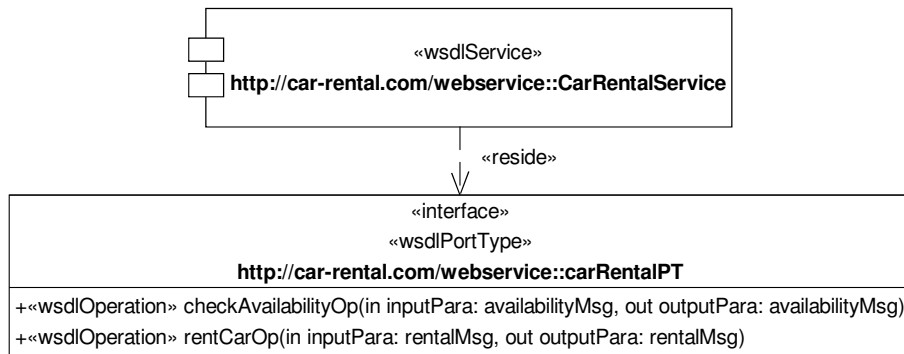 «wsdlService»
http://car-rental.com/webservice::CarRentalService
«reside»
«interface»
«wsdlPortType»
http://car-rental.com/webservice::carRentalPT
+«wsdlOperation» checkAvailabilityOp(in inputPara: availabilityMsg, out outputPara: availabilityMsg)
+«wsdlOperation» rentCarOp(in inputPara: rentalMsg, out outputPara: rentalMsg)